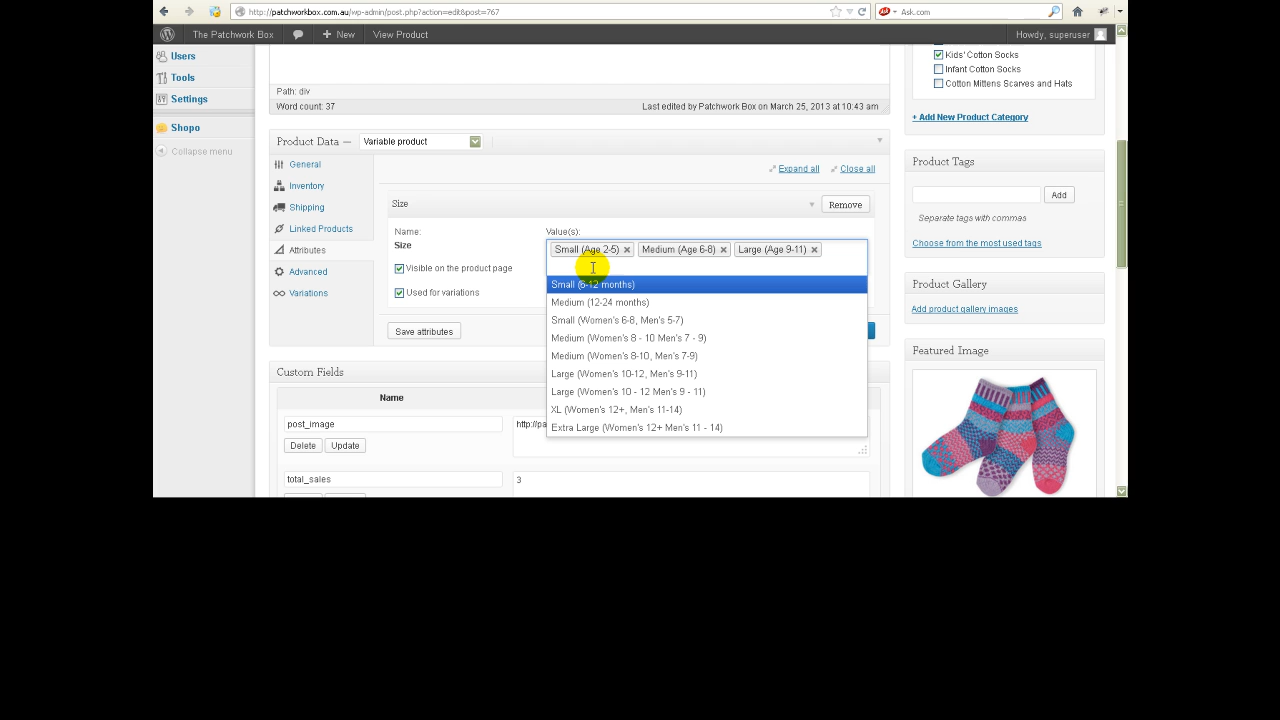 http://patchworkbox.com.au/wp-admin/post.php?action=edit&post=767
Ask.com
The Patchwork Box
New
View Product
Howdy, superuser
Users
Tools
Settings
Shopo
Collapse menu
Path: div
Word count: 37
Last edited by Patchwork Box on March 25, 2013 at 10:43 am
Kids' Cotton Socks
Infant Cotton Socks
Cotton Mittens Scarves and Hats
+ Add New Product Category
Product Data —
Variable product
General
Inventory
Shipping
Linked Products
Attributes
Advanced
Variations
Expand all
Close all
Size
Remove
Name:
Size
Visible on the product page
Used for variations
Value(s):
Small (Age 2-5)
Medium (Age 6-8)
Large (Age 9-11)
Small (6-12 months)
Medium (12-24 months)
Small (Women's 6-8, Men's 5-7)
Medium (Women's 8 - 10 Men's 7 - 9)
Medium (Women's 8-10, Men's 7-9)
Large (Women's 10-12, Men's 9-11)
Large (Women's 10 - 12 Men's 9 - 11)
XL (Women's 12+, Men's 11-14)
Extra Large (Women's 12+ Men's 11 - 14)
Save attributes
Custom Fields
Name
post_image
http://pa
Delete
Update
total_sales
3
Product Tags
Add
Separate tags with commas
Choose from the most used tags
Product Gallery
Add product gallery images
Featured Image